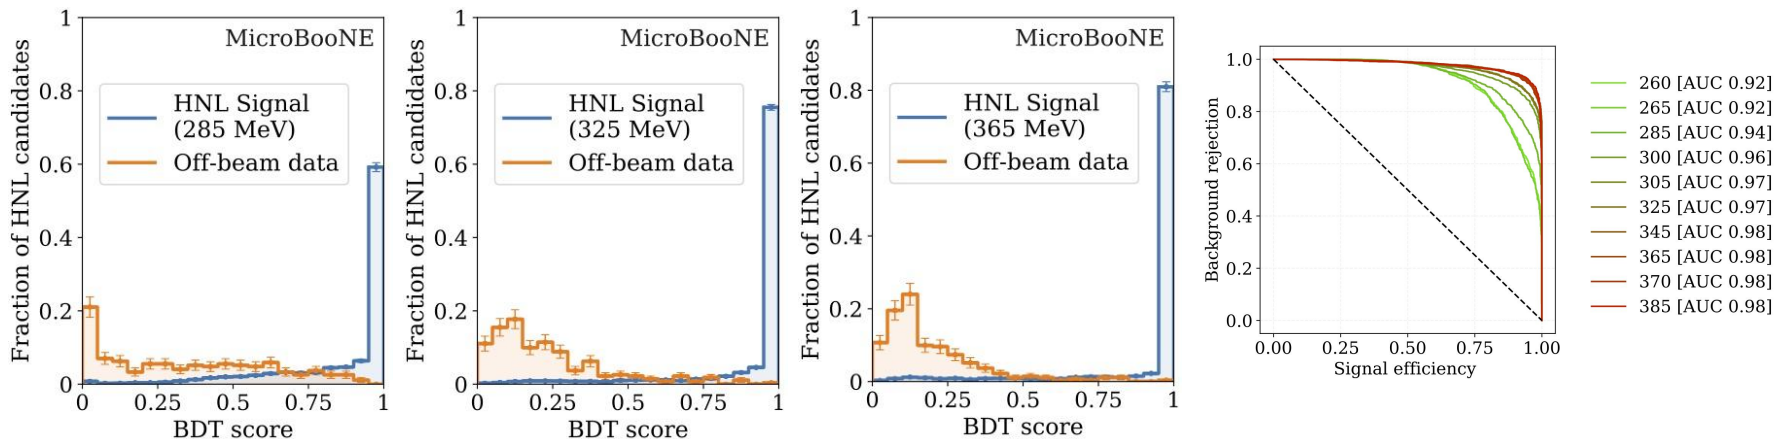 Fraction of HNL candidates
1
0.8
0.6
0.4
0.2
0
MicroBooNE
HNL Signal
(285 MeV)
Off-beam data
0
0.25
0.5
0.75
1
BDT score
Fraction of HNL candidates
1
0.8
0.6
0.4
0.2
0
MicroBooNE
HNL Signal
(325 MeV)
Off-beam data
0
0.25
0.5
0.75
1
BDT score
Fraction of HNL candidates
1
0.8
0.6
0.4
0.2
0
MicroBooNE
HNL Signal
(365 MeV)
Off-beam data
0
0.25
0.5
0.75
1
BDT score
Background rejection
1.0
0.8
0.6
0.4
0.2
0.0
0.00
0.25
0.50
0.75
1.00
Signal efficiency
260 [AUC 0.92]
265 [AUC 0.92]
285 [AUC 0.94]
300 [AUC 0.96]
305 [AUC 0.97]
325 [AUC 0.97]
345 [AUC 0.98]
365 [AUC 0.98]
370 [AUC 0.98]
385 [AUC 0.98]